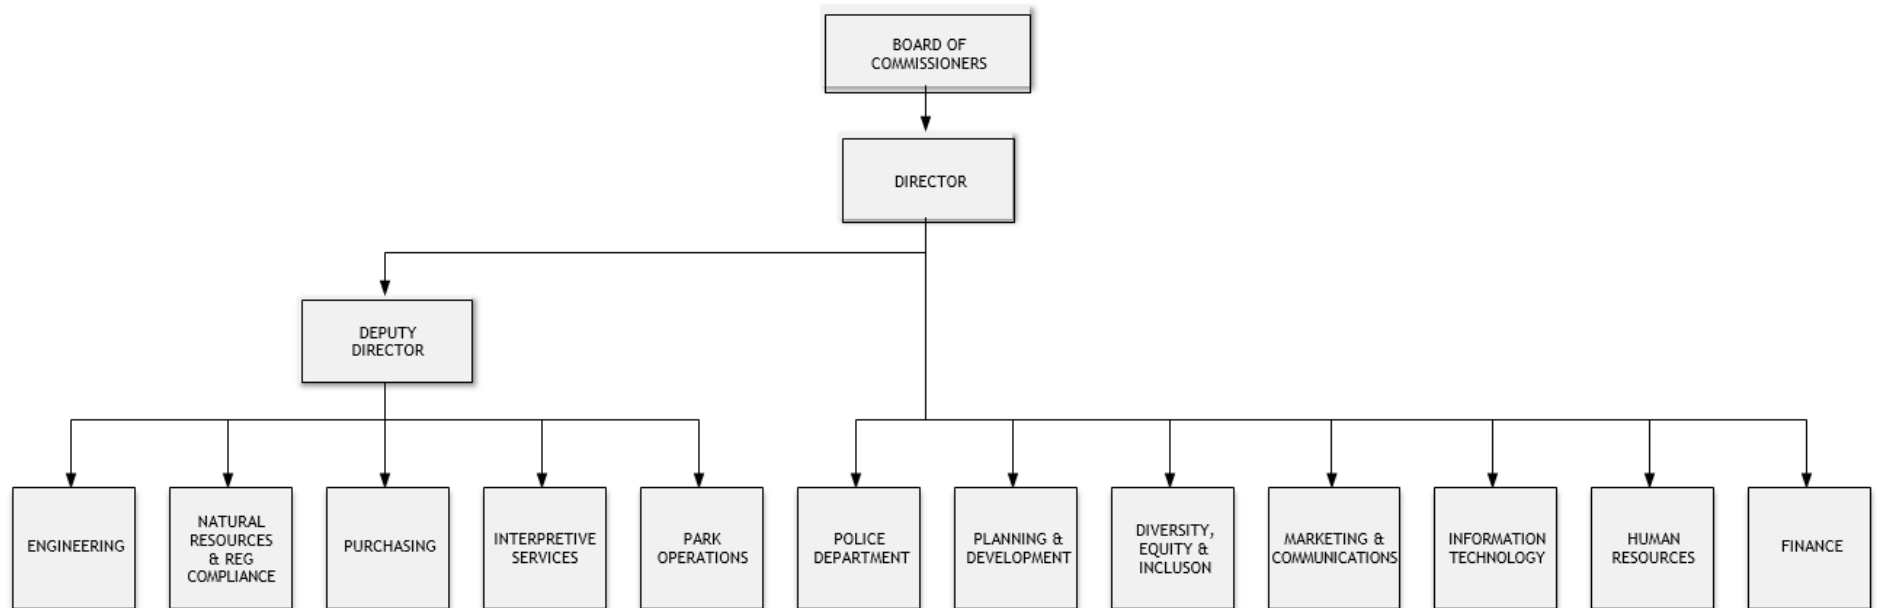 BOARD OF
COMMISSIONERS
DIRECTOR
DEPUTY
DIRECTOR
ENGINEERING
NATURAL
RESOURCES
& REG
COMPLIANCE
PURCHASING
INTERPRETIVE
SERVICES
PARK
OPERATIONS
POLICE
DEPARTMENT
PLANNING &
DEVELOPMENT
DIVERSITY,
EQUITY &
INCLUSON
MARKETING &
COMMUNICATIONS
INFORMATION
TECHNOLOGY
HUMAN
RESOURCES
FINANCE